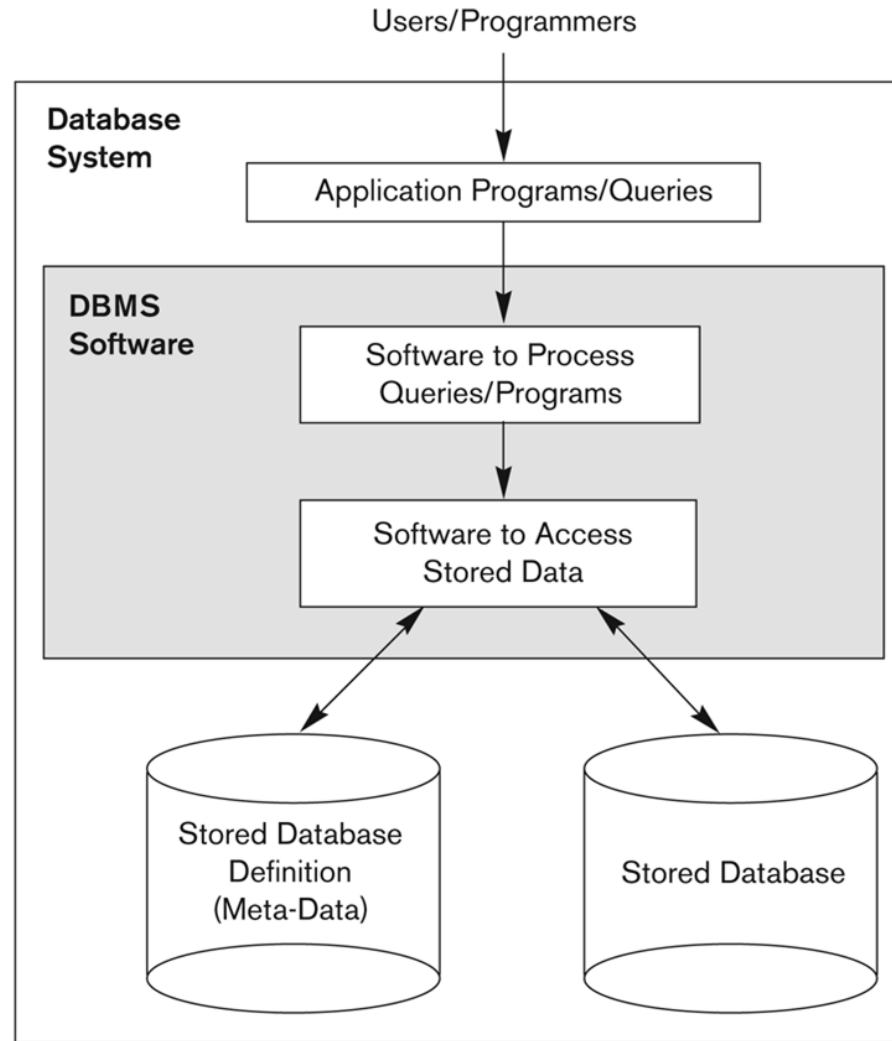 Users/Programmers
Database
System
Application Programs/Queries
DBMS
Software
Software to Process
Queries/Programs
Software to Access
Stored Data
Stored Database
Definition
(Meta-Data)
Stored Database